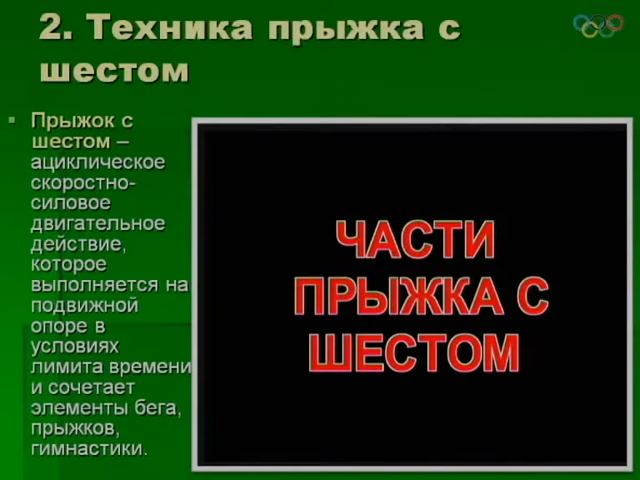 2. Техника прыжка с
шестом
Прыжок с
шестом –
ациклическое
скоростно-
силовое
двигательное
действие,
которое
выполняется на
подвижной
опоре в
условиях
лимита времени
и сочетает
элементы бега,
прыжков,
гимнастики.
ЧАСТИ
ПРЫЖКА С
ШЕСТОМ